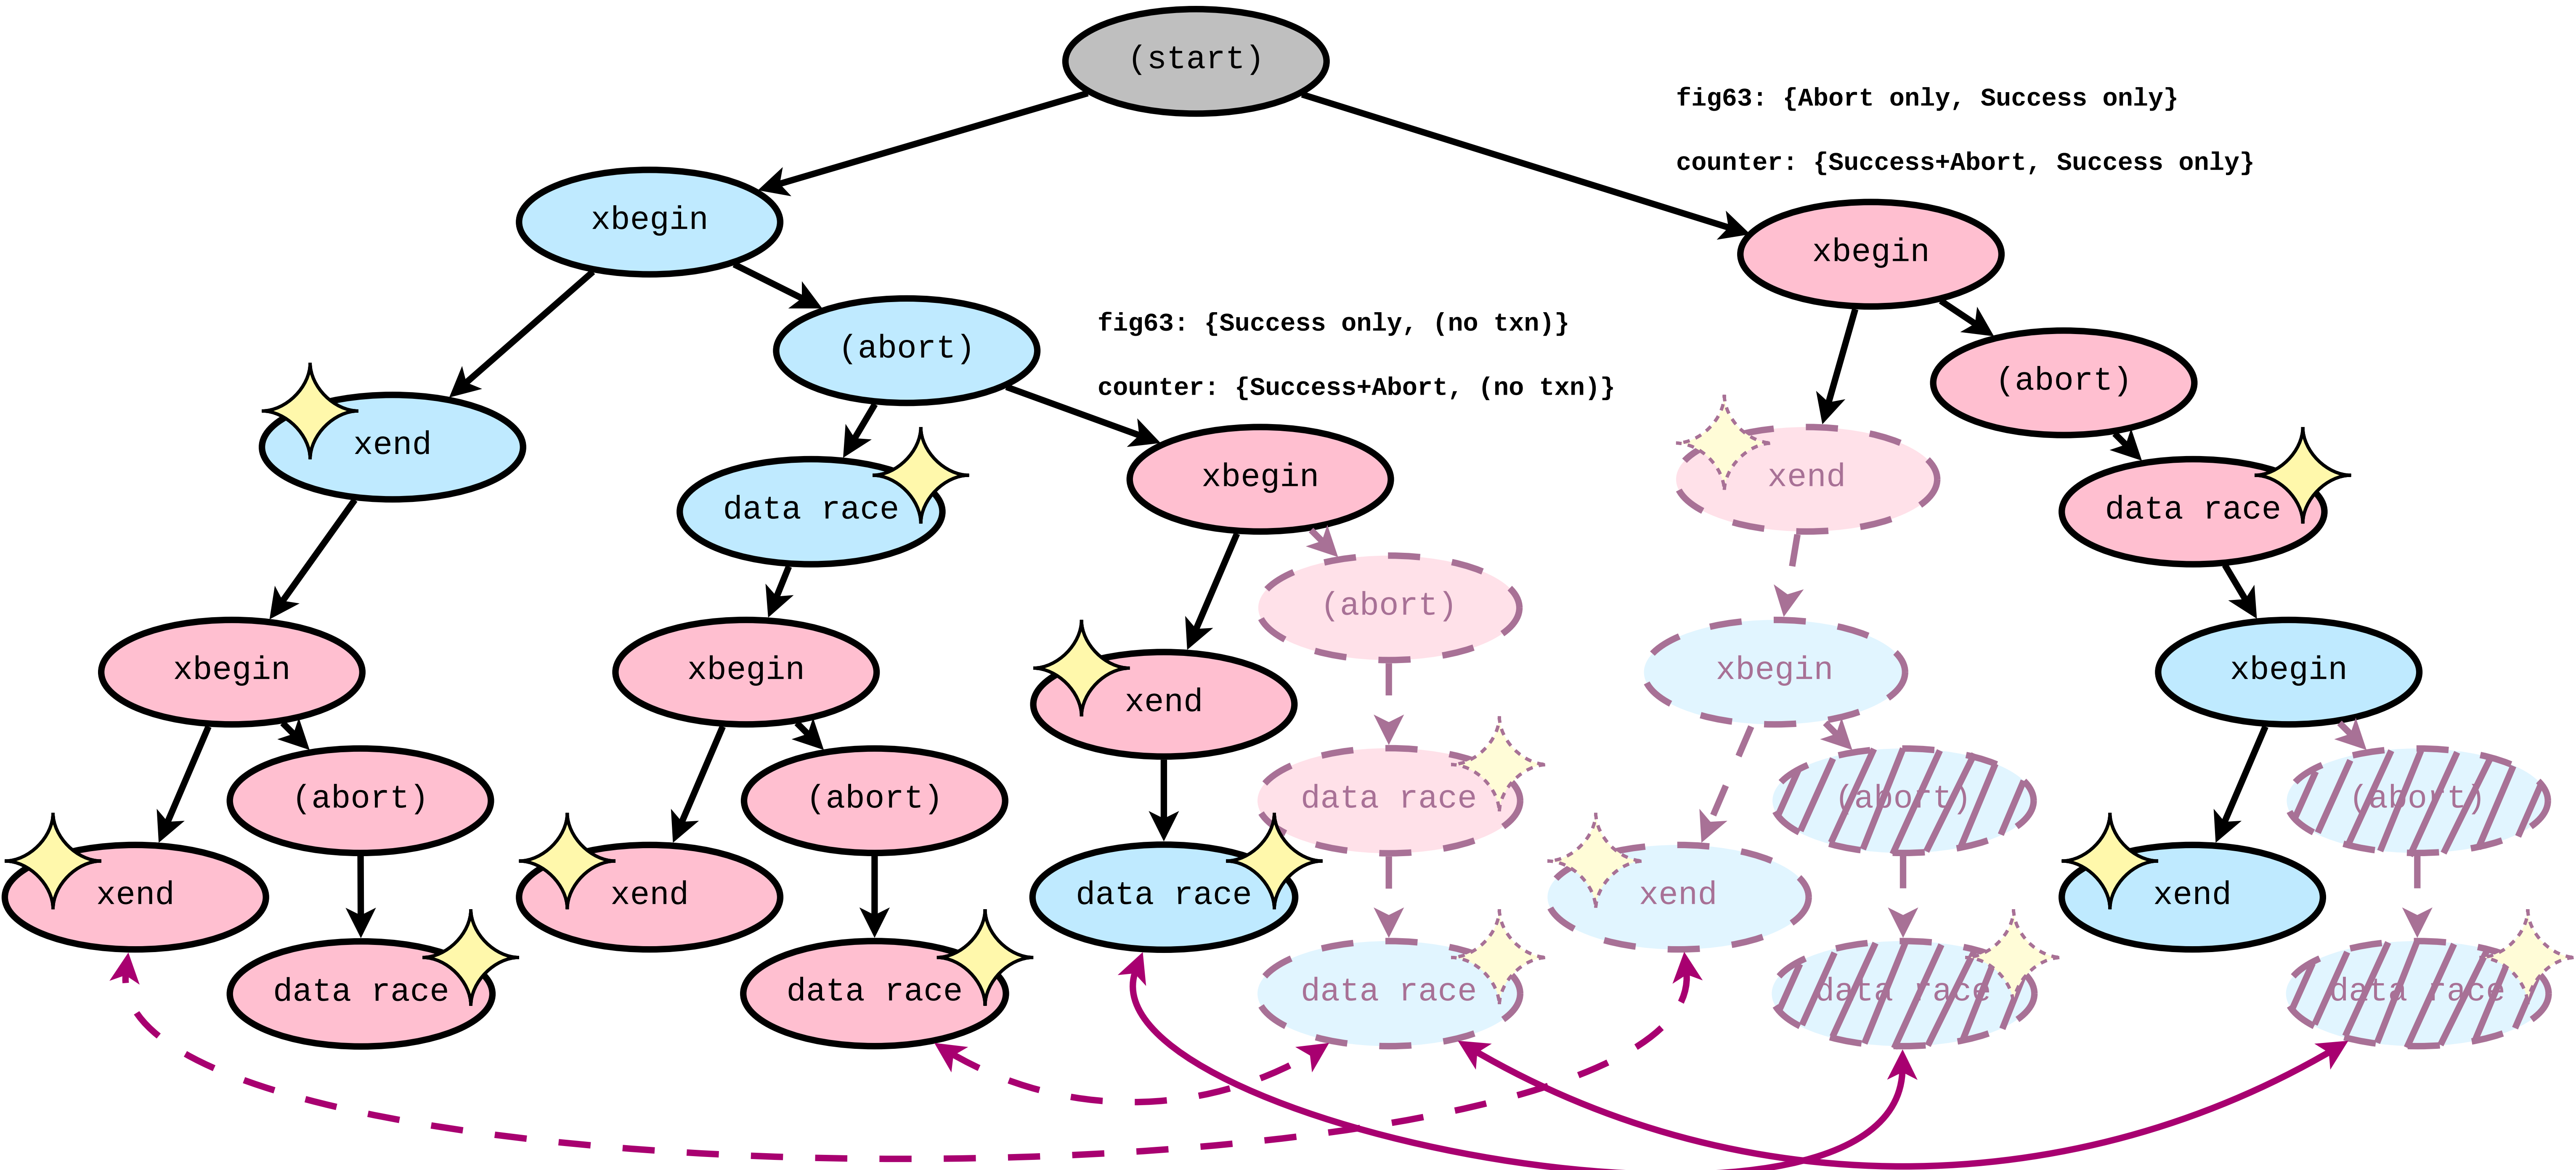 (start)
fig63: {Abort only, Success only}
counter: {Success+Abort, Success only}
xbegin
xbegin
(abort)
fig63: {Success only, (no txn)}
counter: {Success+Abort, (no txn)}
(abort)
xend
data race
xbegin
xend
data race
(abort)
xbegin
xbegin
xend
xbegin
xbegin
(abort)
(abort)
data race
(abort)
(abort)
xend
xend
data race
xend
xend
data race
data race
data race
data race
data race